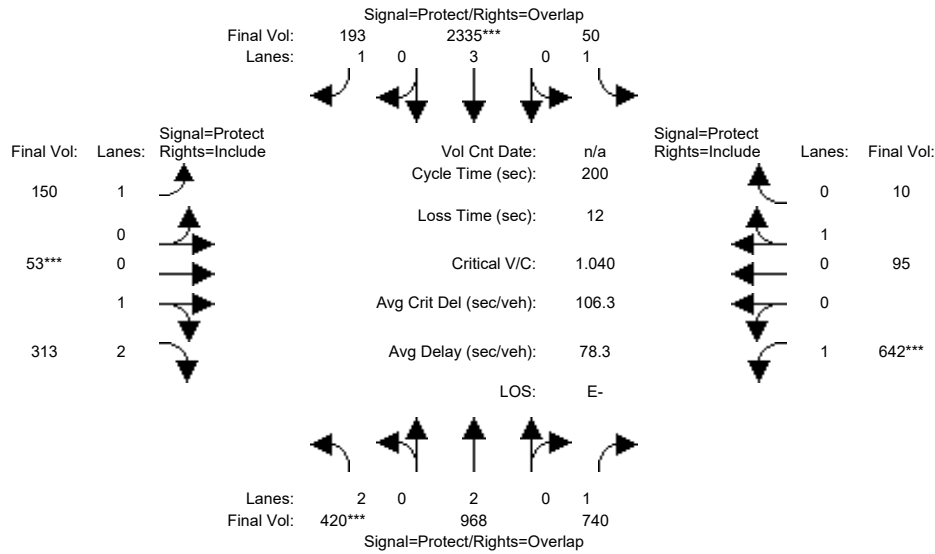 Signal=Protect/Rights=Overlap
Final Vol: 193 2335*** 50
Lanes: 1 0 3 0 1
Signal=Protect Signal=Protect
Final Vol: Lanes: Rights=Include Vol Cnt Date: n/a Rights=Include Lanes: Final Vol:
Cycle Time (sec): 200
150 1 0 10
Loss Time (sec): 12
0 1
53*** 0 Critical V/C: 1.040 0 95
1 Avg Crit Del (sec/veh): 106.3 0
313 2 Avg Delay (sec/veh): 78.3 1 642***
LOS: E-
Lanes: 2 0 2 0 1
Final Vol: 420*** 968 740
Signal=Protect/Rights=Overlap